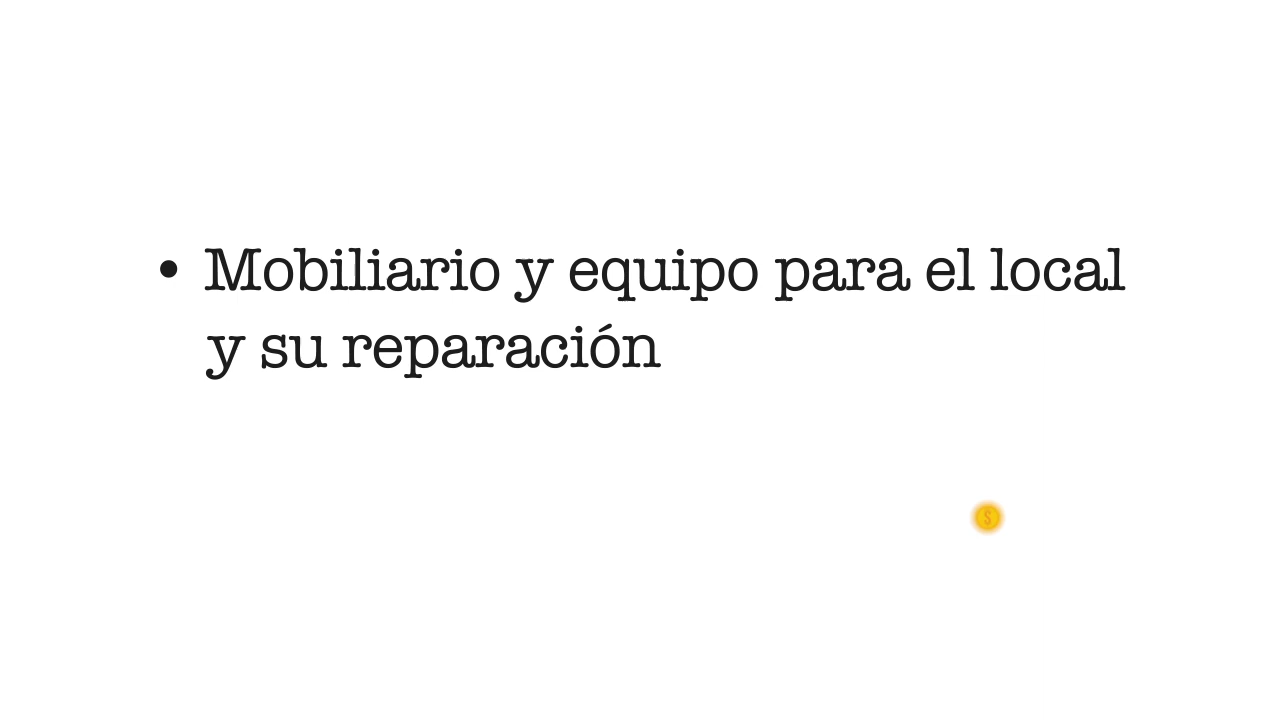 • Mobiliario y equipo para el local
y su reparación
$